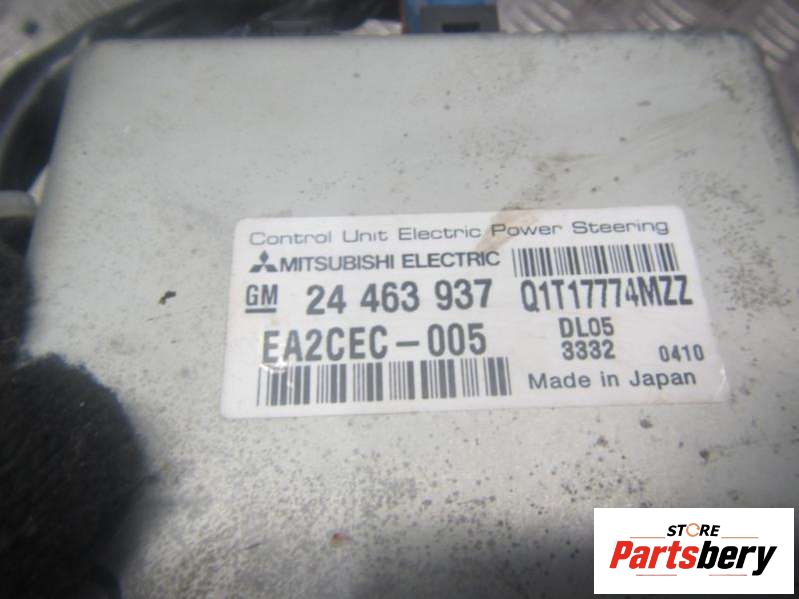 Control Unit Electric Power Steering
MITSUBISHI ELECTRIC
GM 24 463 937 Q1T17774MZZ
EA2CEC-005 DL05
3332 0410
Made in Japan
STORE
Partsbery